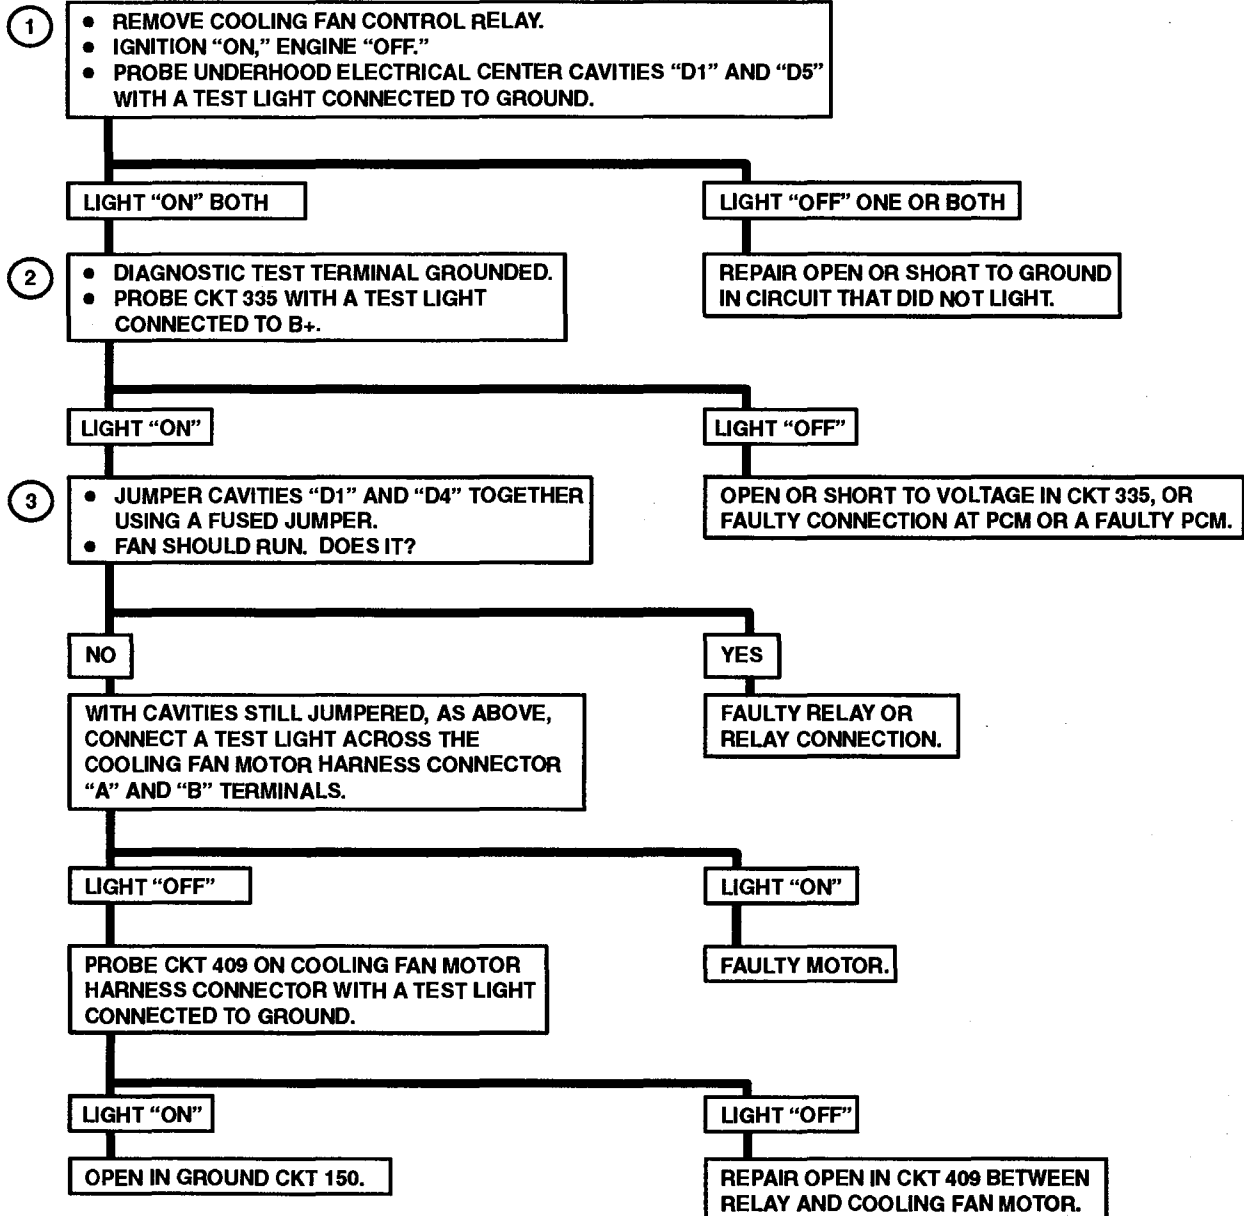 1
• REMOVE COOLING FAN CONTROL RELAY.
• IGNITION “ON,” ENGINE “OFF.”
• PROBE UNDERHOOD ELECTRICAL CENTER CAVITIES “D1” AND “D5”
WITH A TEST LIGHT CONNECTED TO GROUND.
LIGHT “ON” BOTH
LIGHT “OFF” ONE OR BOTH
2
• DIAGNOSTIC TEST TERMINAL GROUNDED.
• PROBE CKT 335 WITH A TEST LIGHT
CONNECTED TO B+.
REPAIR OPEN OR SHORT TO GROUND
IN CIRCUIT THAT DID NOT LIGHT.
LIGHT “ON”
LIGHT “OFF”
3
• JUMPER CAVITIES “D1” AND “D4” TOGETHER
USING A FUSED JUMPER.
• FAN SHOULD RUN. DOES IT?
OPEN OR SHORT TO VOLTAGE IN CKT 335, OR
FAULTY CONNECTION AT PCM OR A FAULTY PCM.
NO
YES
WITH CAVITIES STILL JUMPERED, AS ABOVE,
CONNECT A TEST LIGHT ACROSS THE
COOLING FAN MOTOR HARNESS CONNECTOR
“A” AND “B” TERMINALS.
FAULTY RELAY OR
RELAY CONNECTION.
LIGHT “OFF”
LIGHT “ON”
PROBE CKT 409 ON COOLING FAN MOTOR
HARNESS CONNECTOR WITH A TEST LIGHT
CONNECTED TO GROUND.
FAULTY MOTOR.
LIGHT “ON”
LIGHT “OFF”
OPEN IN GROUND CKT 150.
REPAIR OPEN IN CKT 409 BETWEEN
RELAY AND COOLING FAN MOTOR.